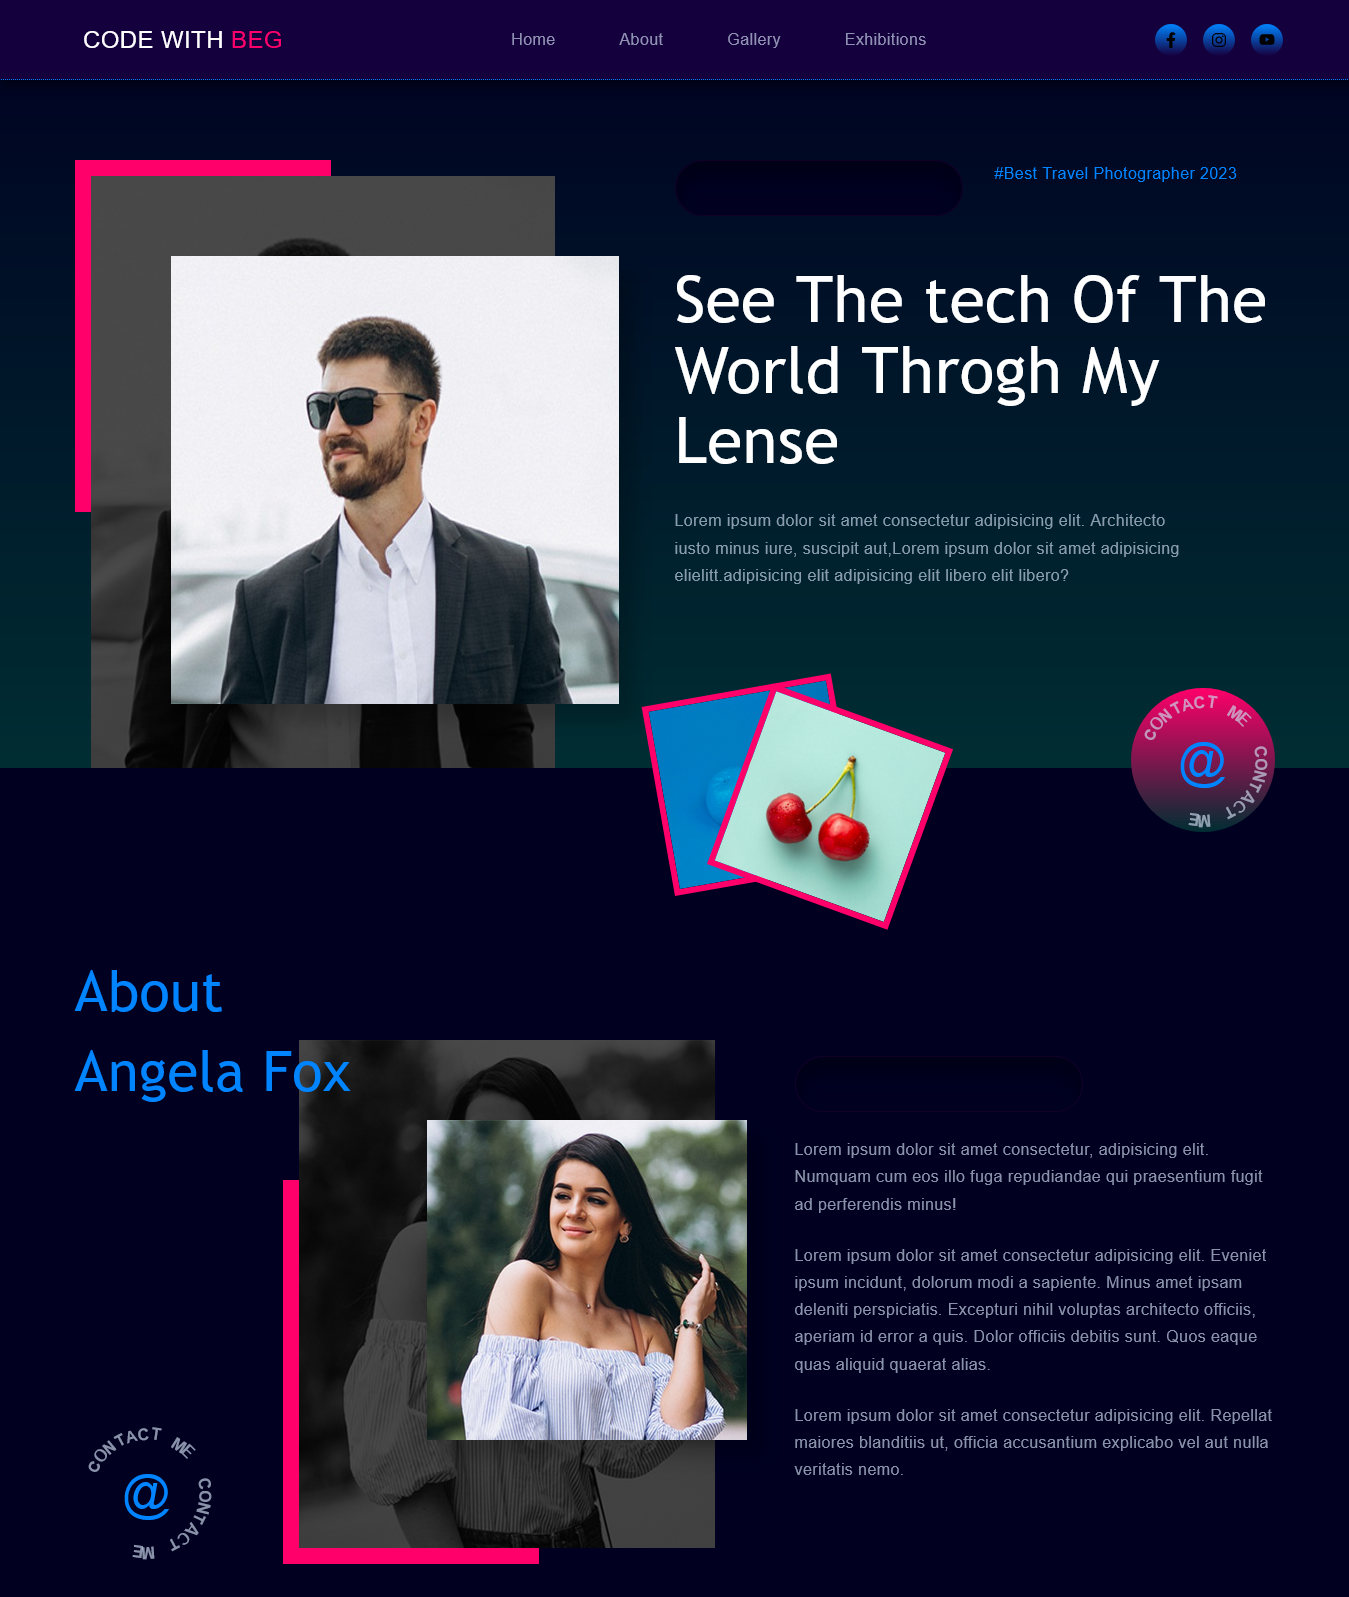 CODE WITH BEG
Home
About
Gallery
Exhibitions
#Best Travel Photographer 2023
See The tech Of The
World Throgh My
Lense
Lorem ipsum dolor sit amet consectetur adipisicing elit. Architecto
iusto minus iure, suscipit aut,Lorem ipsum dolor sit amet adipisicing
elielitt.adipisicing elit adipisicing elit libero elit libero?
CONTACT ME CONTACT ME
@
About
Angela Fox
Lorem ipsum dolor sit amet consectetur, adipisicing elit.
Numquam cum eos illo fuga repudiandae qui praesentium fugit
ad perferendis minus!
Lorem ipsum dolor sit amet consectetur adipisicing elit. Eveniet
ipsum incidunt, dolorum modi a sapiente. Minus amet ipsam
deleniti perspiciatis. Excepturi nihil voluptas architecto officiis,
aperiam id error a quis. Dolor officiis debitis sunt. Quos eaque
quas aliquid quaerat alias.
Lorem ipsum dolor sit amet consectetur adipisicing elit. Repellat
maiores blanditiis ut, officia accusantium explicabo vel aut nulla
veritatis nemo.
CONTACT ME CONTACT ME
@